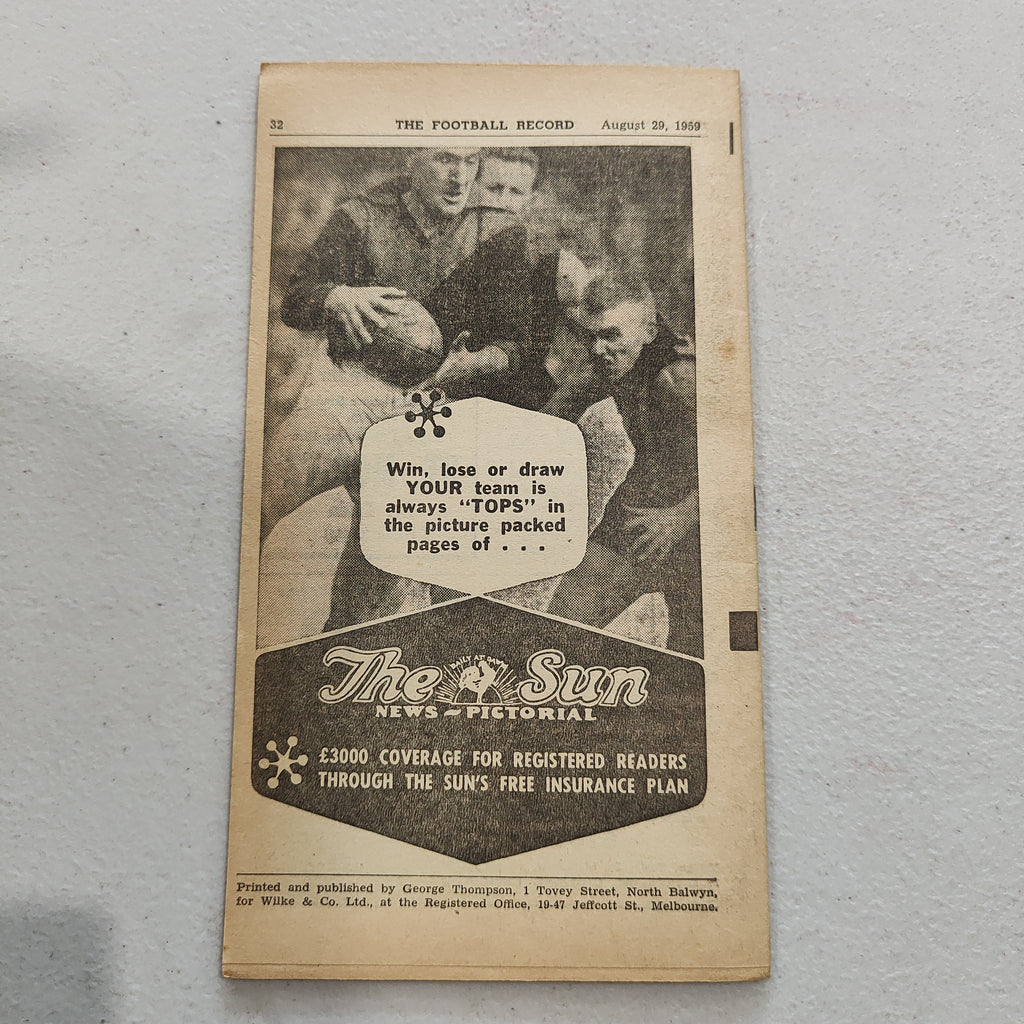 32 THE FOOTBALL RECORD August 29, 1959
Win, lose or draw
YOUR team is
always "TOPS" in
the picture packed
pages of . . .
The DAILY AT DAWN Sun
NEWS-PICTORIAL
£3000 COVERAGE FOR REGISTERED READERS
THROUGH THE SUN'S FREE INSURANCE PLAN
Printed and published by George Thompson, 1 Tovey Street, North Balwyn,
for Wilke & Co. Ltd., at the Registered Office, 19-47 Jeffcott St., Melbourne.